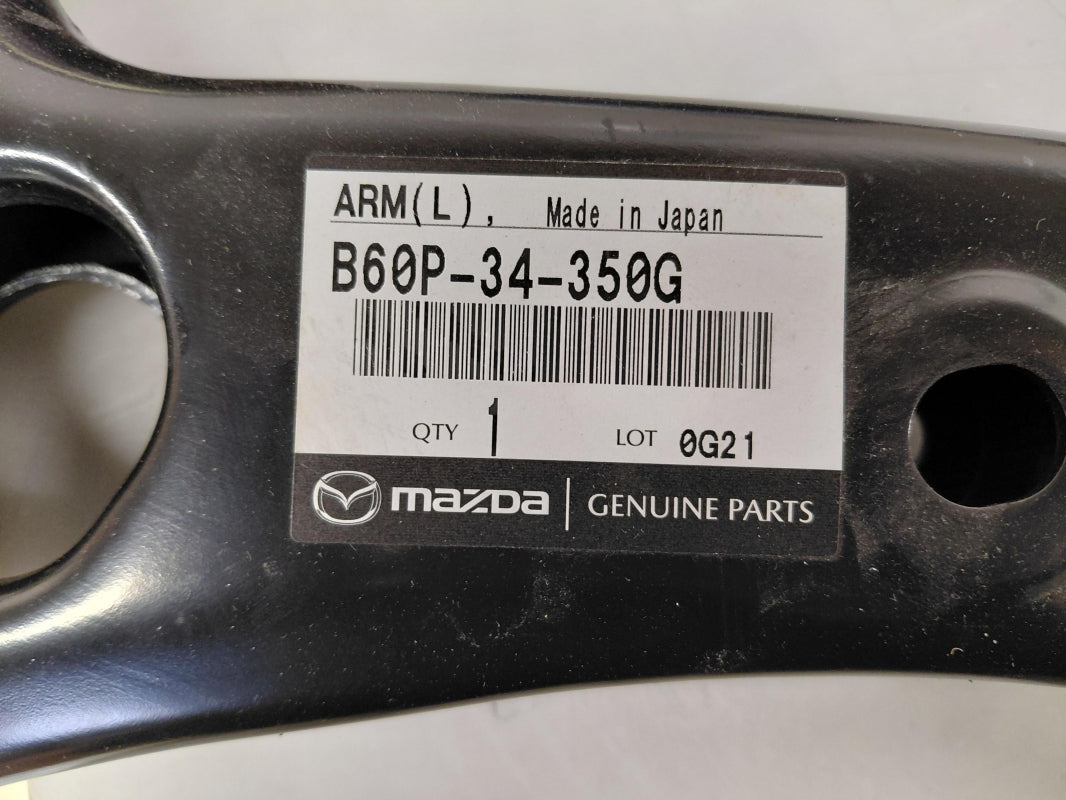 ARM(L), Made in Japan
B60P-34-350G
QTY 1 LOT 0G21
mazda GENUINE PARTS